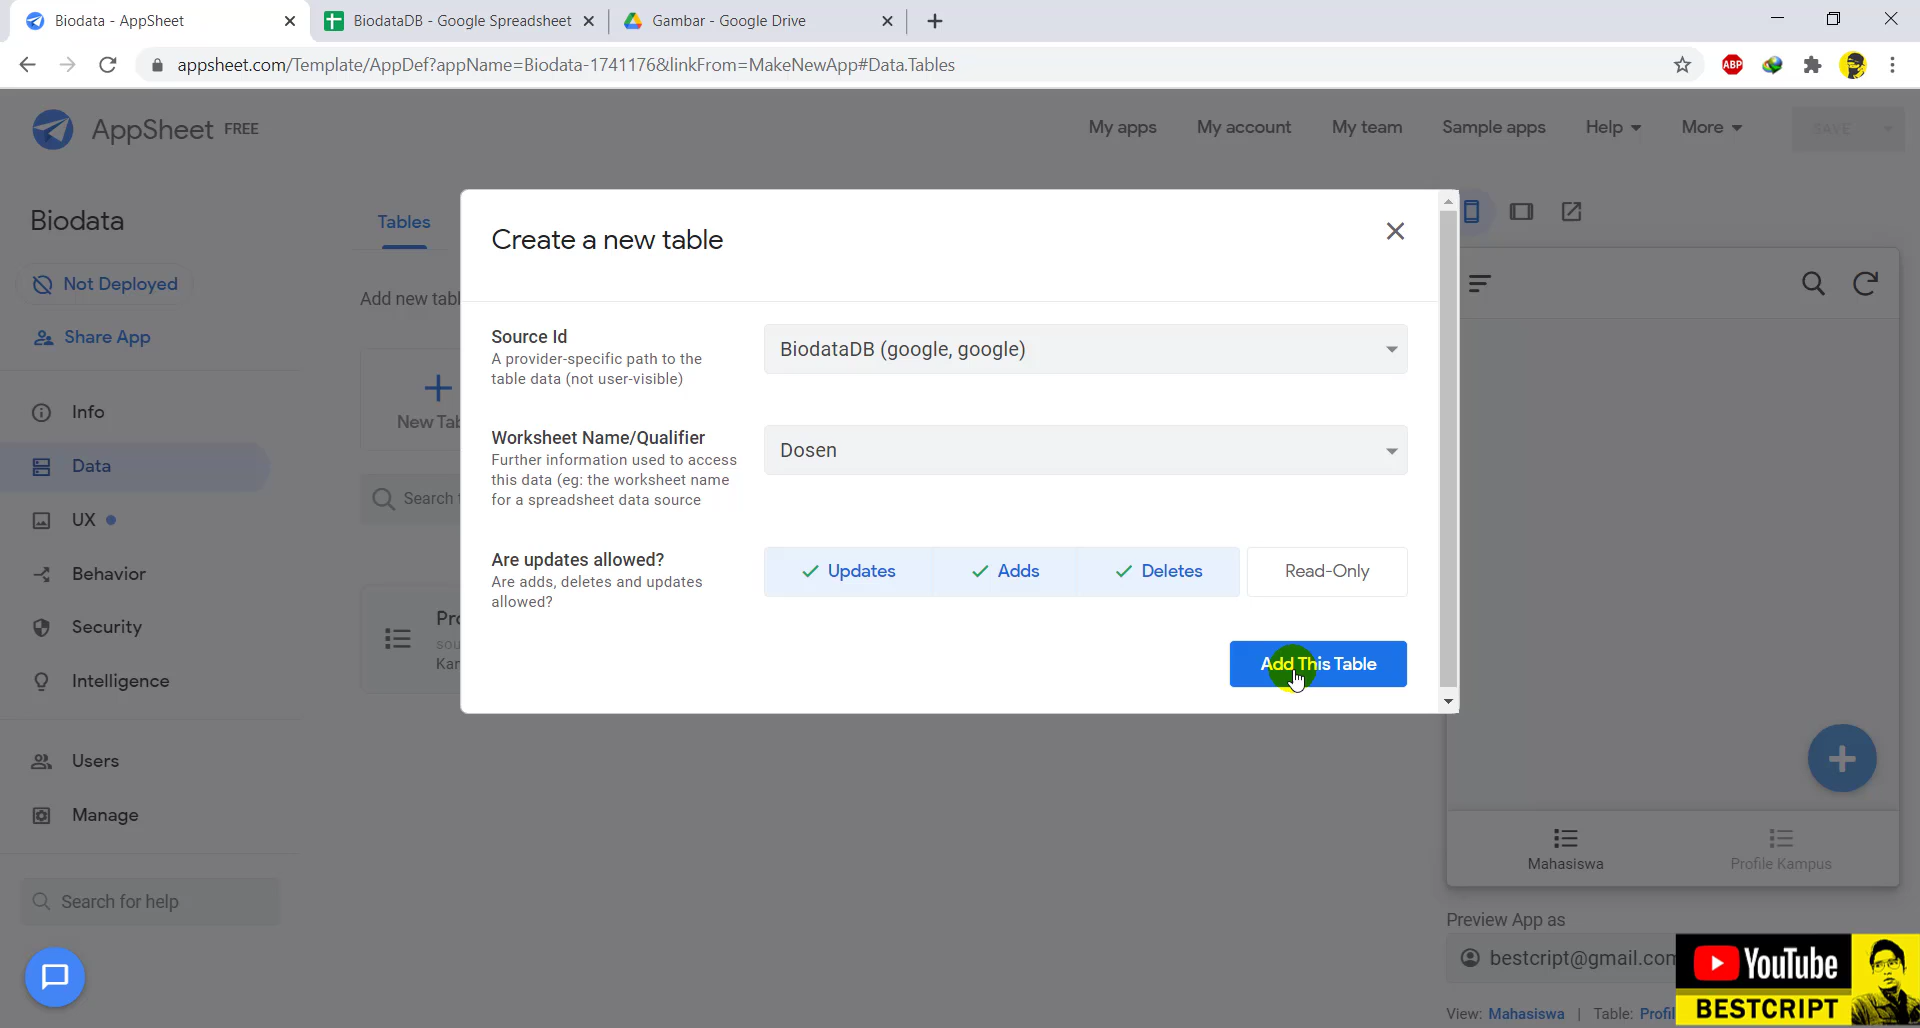 Biodata - AppSheet
BiodataDB - Google Spreadsheet
Gambar - Google Drive
appsheet.com/Template/AppDef?appName=Biodata-1741176&linkFrom=MakeNewApp#Data.Tables
ABP
AppSheet FREE
My apps
My account
My team
Sample apps
Help
More
SAVE
Biodata
Not Deployed
Share App
Info
Data
UX
Behavior
Security
Intelligence
Users
Manage
Search for help
Tables
Add new tabl
New Tab
Search
Pro
sou
Kar
Create a new table
Source Id
A provider-specific path to the
table data (not user-visible)
BiodataDB (google, google)
Worksheet Name/Qualifier
Further information used to access
this data (eg: the worksheet name
for a spreadsheet data source
Dosen
Are updates allowed?
Are adds, deletes and updates
allowed?
Updates
Adds
Deletes
Read-Only
Add This Table
Mahasiswa
Profile Kampus
Preview App as
bestcript@gmail.com
View: Mahasiswa | Table: Profil
YouTube
BESTCRIPT